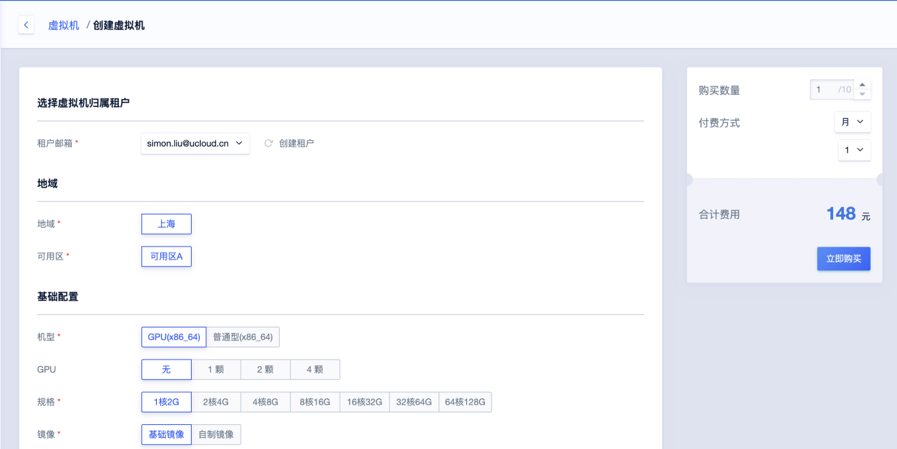 虚拟机 / 创建虚拟机
选择虚拟机归属租户
租户邮箱 * simon.liu@ucloud.cn 创建租户
地域
地域 * 上海
可用区 * 可用区A
基础配置
机型 * GPU(x86_64) 普通型(x86_64)
GPU 无 1 颗 2 颗 4 颗
规格 * 1核2G 2核4G 4核8G 8核16G 16核32G 32核64G 64核128G
镜像 * 基础镜像 自制镜像
购买数量 1 /10
付费方式 月
1
合计费用 148 元
立即购买